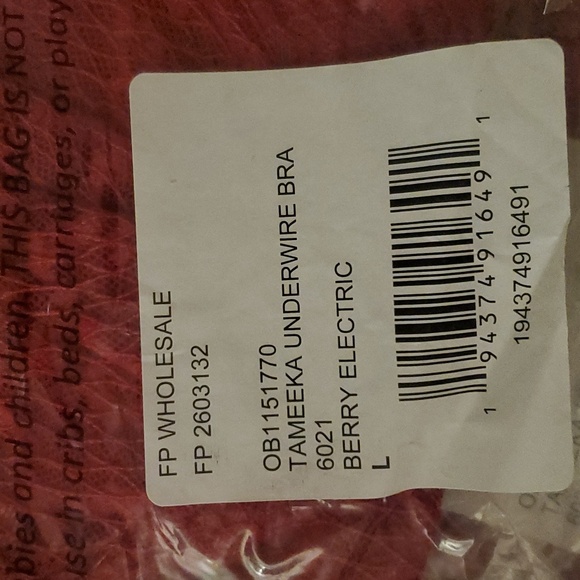 bies and children. THIS BAG IS NOT
in cribs, beds, carriages, or play
FP WHOLESALE
FP 2603132
OB1151770
TAMEEKA UNDERWIRE BRA
6021
BERRY ELECTRIC
L
1 94374 91649 1
194374916491